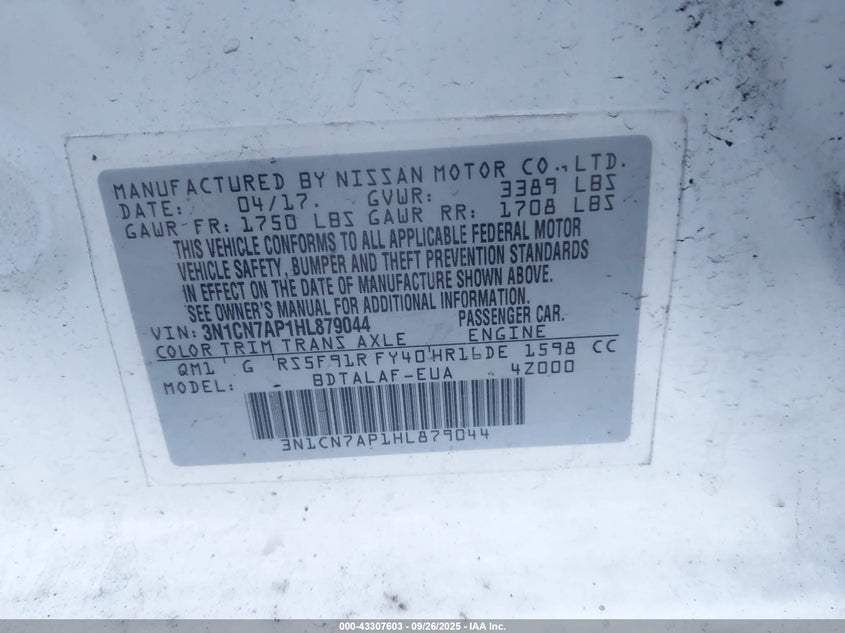 MANUFACTURED BY NISSAN MOTOR CO., LTD.
DATE: 04/17. GVWR: 3389 LBS
GAWR FR: 1750 LBS GAWR RR: 1708 LBS
THIS VEHICLE CONFORMS TO ALL APPLICABLE FEDERAL MOTOR
VEHICLE SAFETY, BUMPER AND THEFT PREVENTION STANDARDS
IN EFFECT ON THE DATE OF MANUFACTURE SHOWN ABOVE.
SEE OWNER'S MANUAL FOR ADDITIONAL INFORMATION.
VIN: 3N1CN7AP1HL879044 PASSENGER CAR.
COLOR TRIM TRANS AXLE ENGINE
QM1 G RS5F91R FY40 HR16DE 1598 CC
MODEL: BDTALAF-EUA 4Z000
3N1CN7AP1HL879044
000-43307603 - 09/26/2025 - IAA Inc.